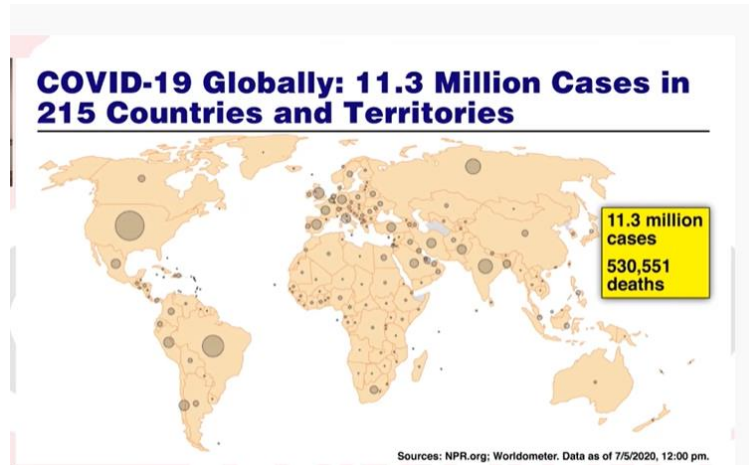 COVID-19 Globally: 11.3 Million Cases in
215 Countries and Territories
11.3 million
cases
530,551
deaths
Sources: NPR.org; Worldometer. Data as of 7/5/2020, 12:00 pm.